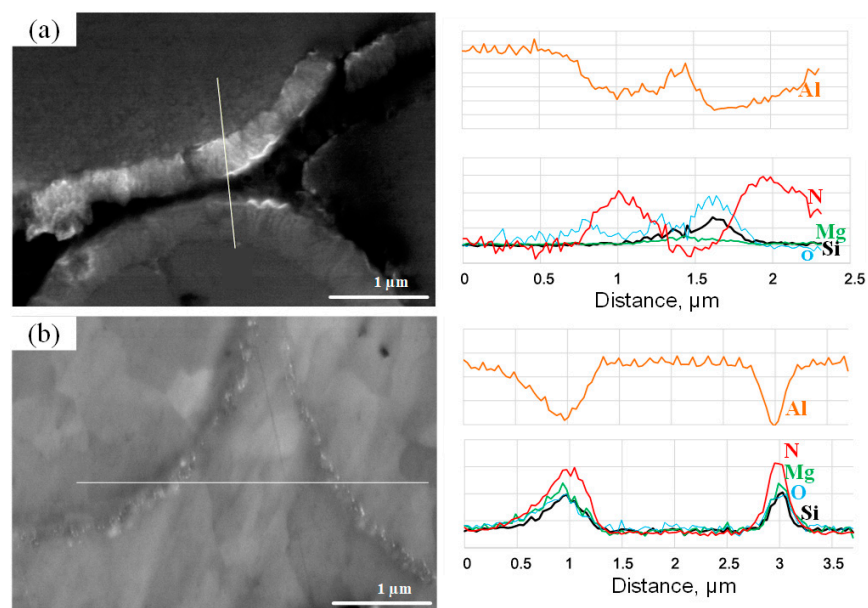 (a)
1 µm
Al
N
Mg
Si
O
0
0.5
1
1.5
2
2.5
Distance, µm
(b)
1 µm
Al
N
Mg
O
Si
0
0.5
1
1.5
2
2.5
3
3.5
Distance, µm